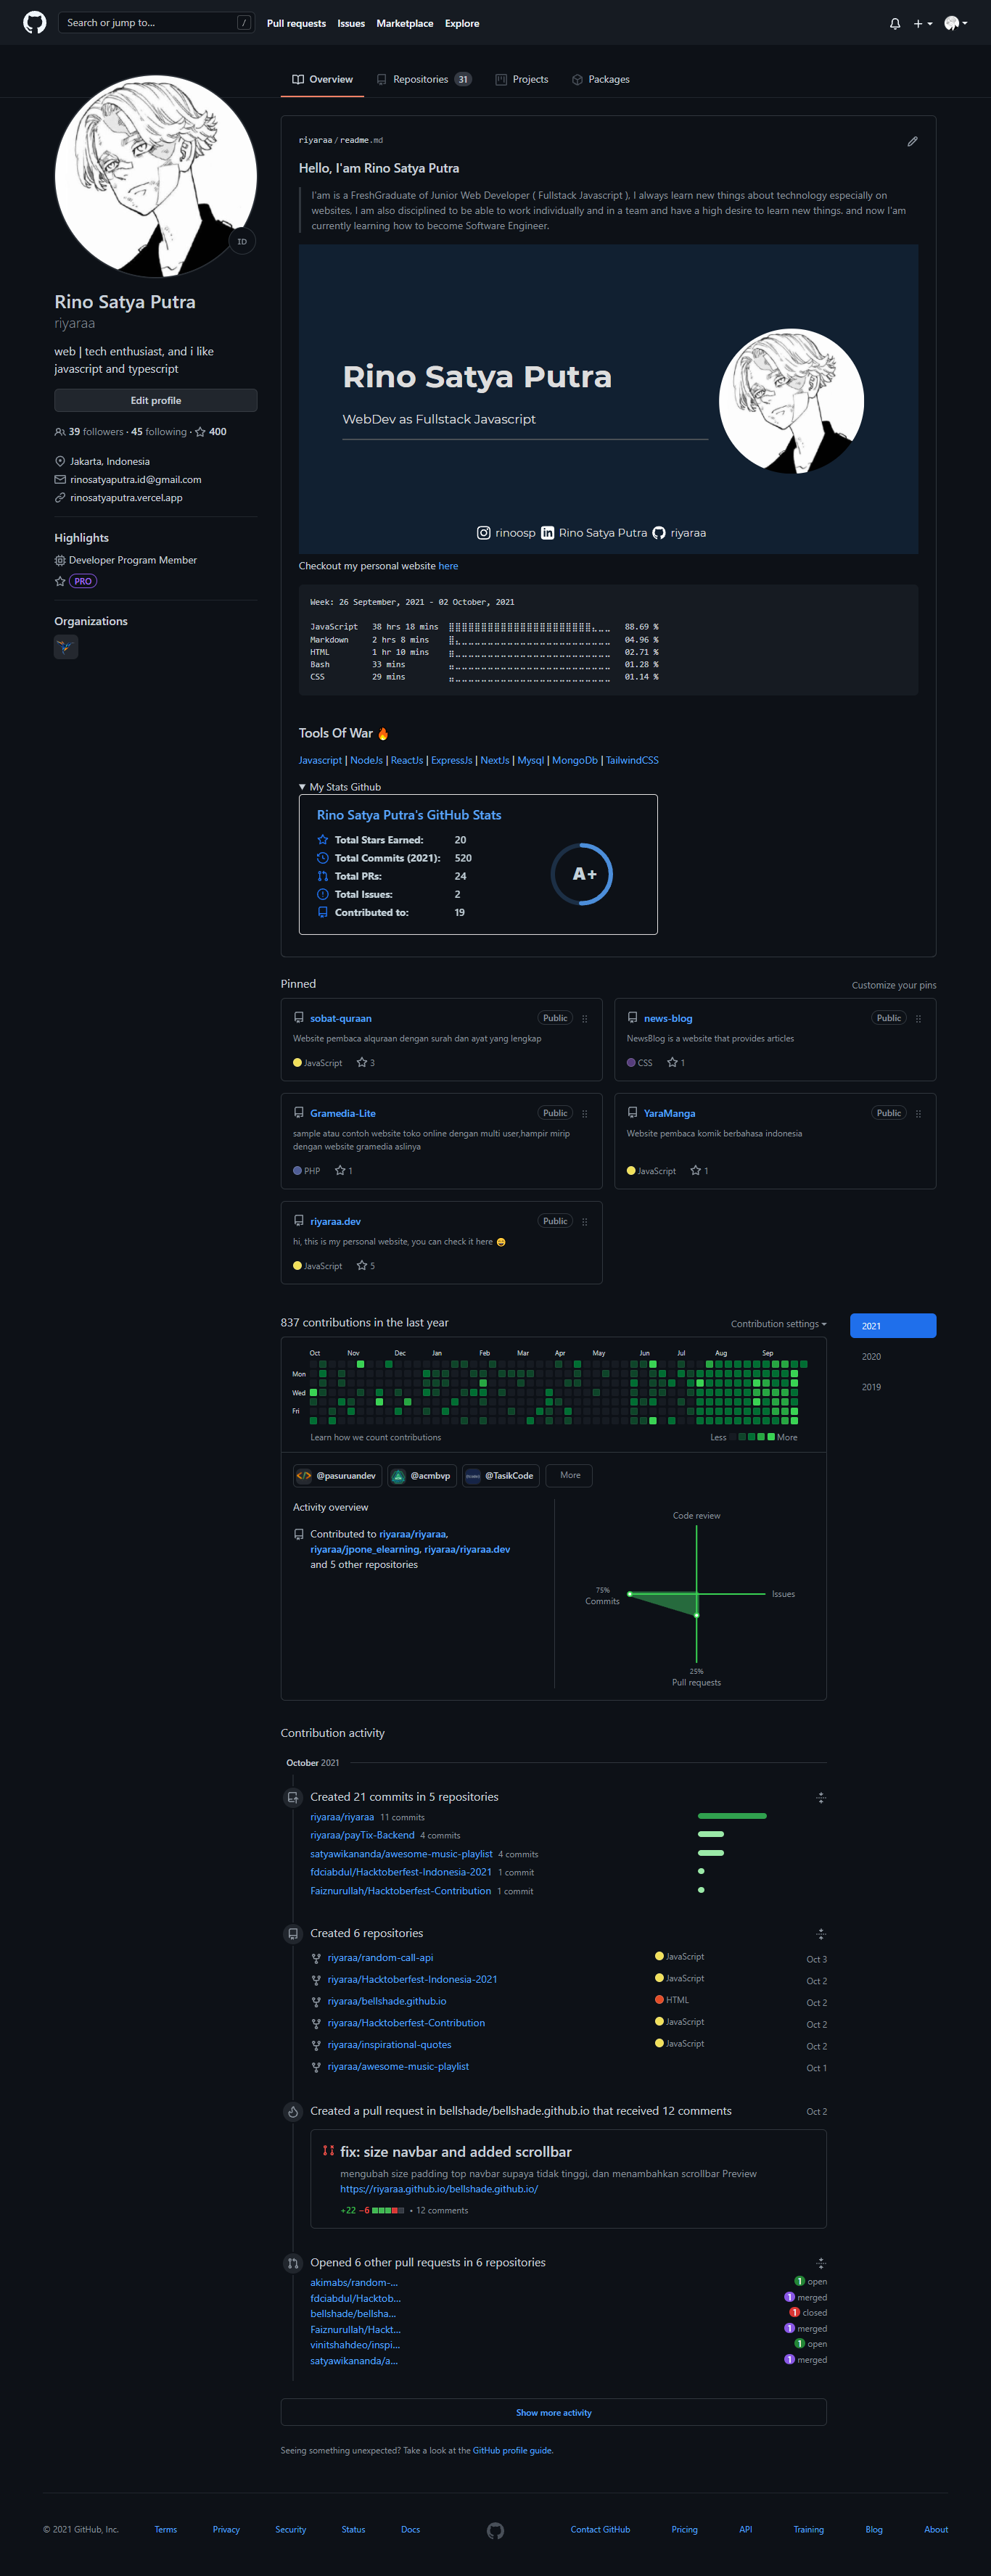 Search or jump to... /
Pull requests Issues Marketplace Explore
Overview Repositories 31 Projects Packages
ID
Rino Satya Putra
riyaraa
web | tech enthusiast, and i like
javascript and typescript
Edit profile
39 followers · 45 following · 400
Jakarta, Indonesia
rinosatyaputra.id@gmail.com
rinosatyaputra.vercel.app
Highlights
Developer Program Member
PRO
Organizations
riyaraa / readme.md
Hello, I'am Rino Satya Putra
I'am is a FreshGraduate of Junior Web Developer ( Fullstack Javascript ), I always learn new things about technology especially on
websites, I am also disciplined to be able to work individually and in a team and have a high desire to learn new things. and now I'am
currently learning how to become Software Engineer.
Rino Satya Putra
WebDev as Fullstack Javascript
rinoosp Rino Satya Putra riyaraa
Checkout my personal website here
Week: 26 September, 2021 - 02 October, 2021
JavaScript 38 hrs 18 mins 88.69 %
Markdown 2 hrs 8 mins 04.96 %
HTML 1 hr 10 mins 02.71 %
Bash 33 mins 01.28 %
CSS 29 mins 01.14 %
Tools Of War 🔥
Javascript | NodeJs | ReactJs | ExpressJs | NextJs | Mysql | MongoDb | TailwindCSS
▼ My Stats Github
Rino Satya Putra's GitHub Stats
Total Stars Earned: 20
Total Commits (2021): 520
Total PRs: 24
Total Issues: 2
Contributed to: 19
A+
Pinned Customize your pins
sobat-quraan Public
Website pembaca alquraan dengan surah dan ayat yang lengkap
JavaScript 3
news-blog Public
NewsBlog is a website that provides articles
CSS 1
Gramedia-Lite Public
sample atau contoh website toko online dengan multi user,hampir mirip
dengan website gramedia aslinya
PHP 1
YaraManga Public
Website pembaca komik berbahasa indonesia
JavaScript 1
riyaraa.dev Public
hi, this is my personal website, you can check it here 😄
JavaScript 5
837 contributions in the last year Contribution settings
2021
2020
2019
Oct Nov Dec Jan Feb Mar Apr May Jun Jul Aug Sep
Mon
Wed
Fri
Learn how we count contributions Less More
@pasuruandev @acmbvp @TasikCode More
Activity overview
Contributed to riyaraa/riyaraa,
riyaraa/jpone_elearning, riyaraa/riyaraa.dev
and 5 other repositories
Code review
75%
Commits
Issues
25%
Pull requests
Contribution activity
October 2021
Created 21 commits in 5 repositories
riyaraa/riyaraa 11 commits
riyaraa/payTix-Backend 4 commits
satyawikananda/awesome-music-playlist 4 commits
fdciabdul/Hacktoberfest-Indonesia-2021 1 commit
Faiznurullah/Hacktoberfest-Contribution 1 commit
Created 6 repositories
riyaraa/random-call-api JavaScript Oct 3
riyaraa/Hacktoberfest-Indonesia-2021 JavaScript Oct 2
riyaraa/bellshade.github.io HTML Oct 2
riyaraa/Hacktoberfest-Contribution JavaScript Oct 2
riyaraa/inspirational-quotes JavaScript Oct 2
riyaraa/awesome-music-playlist Oct 1
Created a pull request in bellshade/bellshade.github.io that received 12 comments Oct 2
fix: size navbar and added scrollbar
mengubah size padding top navbar supaya tidak tinggi, dan menambahkan scrollbar Preview
https://riyaraa.github.io/bellshade.github.io/
+22 −6 • 12 comments
Opened 6 other pull requests in 6 repositories
akimabs/random-... 1 open
fdciabdul/Hacktob... 1 merged
bellshade/bellsha... 1 closed
Faiznurullah/Hackt... 1 merged
vinitshahdeo/inspi... 1 open
satyawikananda/a... 1 merged
Show more activity
Seeing something unexpected? Take a look at the GitHub profile guide.
© 2021 GitHub, Inc. Terms Privacy Security Status Docs Contact GitHub Pricing API Training Blog About